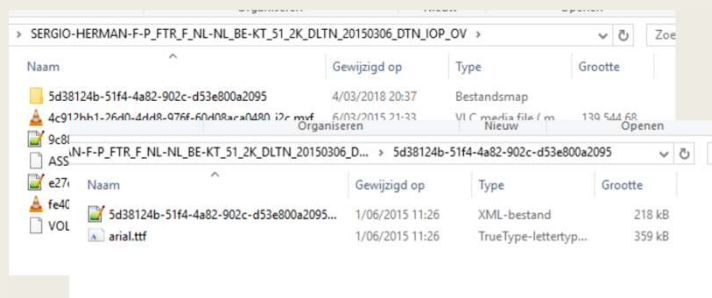 Organiseren Nieuw Openen
> SERGIO-HERMAN-F-P_FTR_F_NL-NL_BE-KT_51_2K_DLTN_20150306_DTN_IOP_OV > Zoe
Naam Gewijzigd op Type Grootte
5d38124b-51f4-4a82-902c-d53e800a2095 4/03/2018 20:37 Bestandsmap
4c912bb1-26d0-4dd8-976f-60d08aca0480_j2c.mxf 6/03/2015 21:33 VLC media file (.m... 139.544.68
9c8
ASS
e27
fe40
VOL
Organiseren Nieuw Openen
AN-F-P_FTR_F_NL-NL_BE-KT_51_2K_DLTN_20150306_D... > 5d38124b-51f4-4a82-902c-d53e800a2095
Naam Gewijzigd op Type Grootte
5d38124b-51f4-4a82-902c-d53e800a2095... 1/06/2015 11:26 XML-bestand 218 kB
arial.ttf 1/06/2015 11:26 TrueType-lettertyp... 359 kB